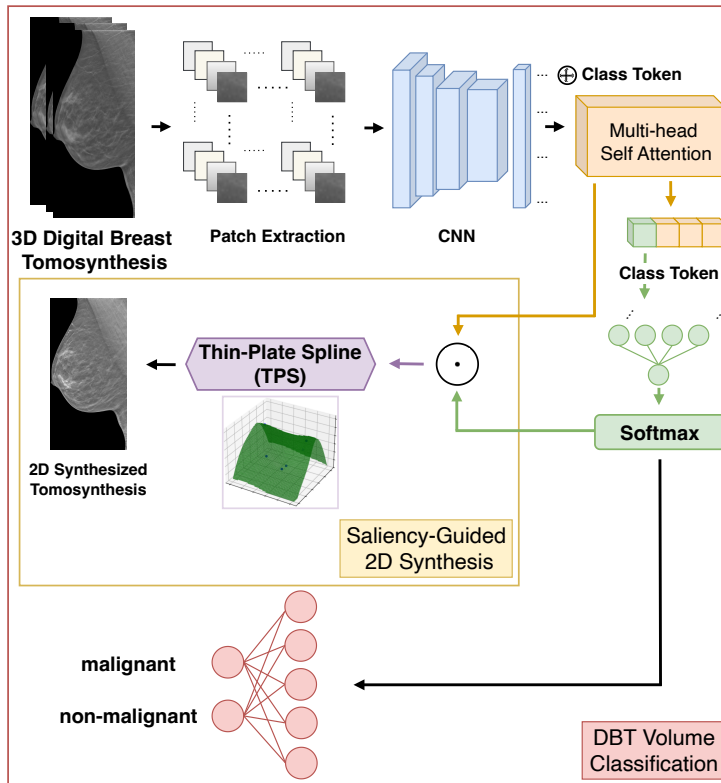 ⊕ Class Token
Multi-head
Self Attention
3D Digital Breast
Tomosynthesis
Patch Extraction
CNN
Class Token
Thin-Plate Spline
(TPS)
Softmax
2D Synthesized
Tomosynthesis
Saliency-Guided
2D Synthesis
malignant
non-malignant
DBT Volume
Classification